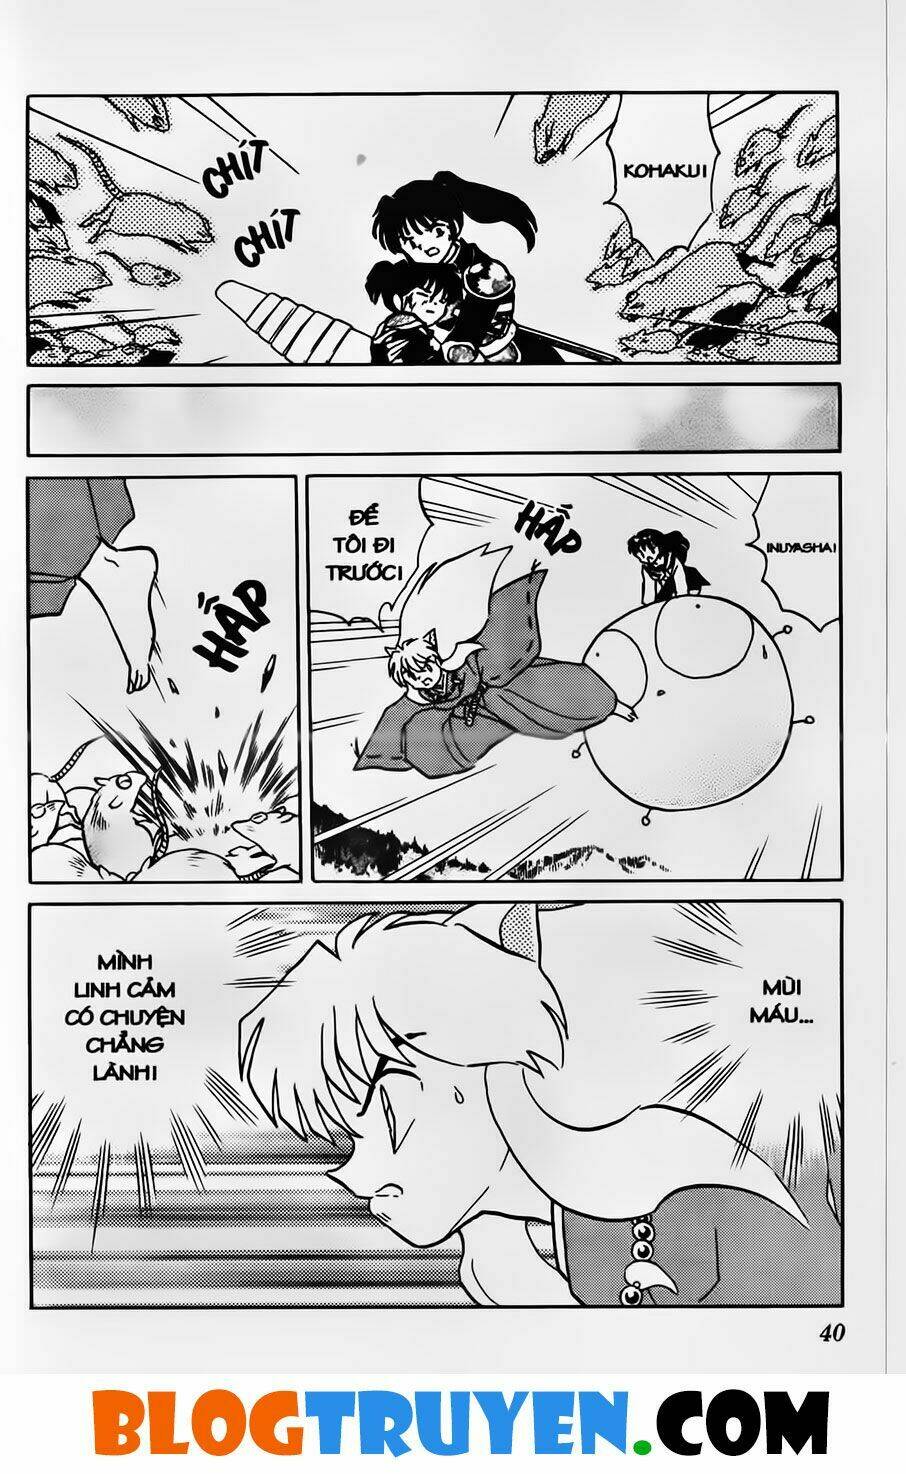 KOHAKU!
CHÍT
CHÍT
ĐỂ
TÔI ĐI
TRƯỚC!
HẤP
INUYASHA!
HẤP
MÙI
MÁU...
MÌNH
LINH CẢM
CÓ CHUYỆN
CHẲNG
LÀNH!
40
BLOGTRUYEN.COM